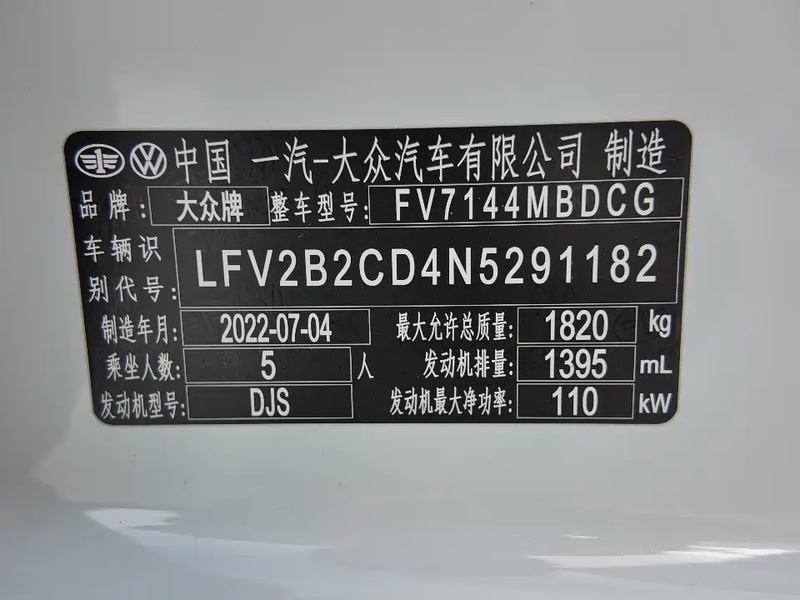 中国 一汽-大众汽车有限公司 制造
品牌: 大众牌 整车型号: FV7144MBDCG
车辆识别代号: LFV2B2CD4N5291182
制造年月: 2022-07-04 最大允许总质量: 1820 kg
乘坐人数: 5 人 发动机排量: 1395 mL
发动机型号: DJS 发动机最大净功率: 110 kW